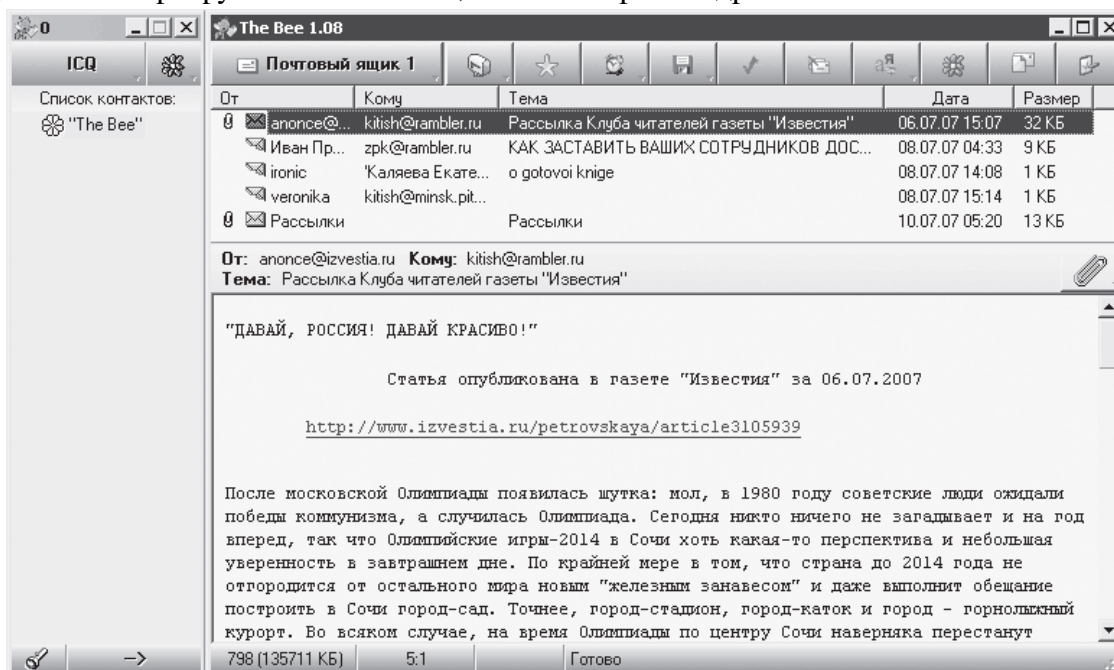 0
The Bee 1.08
ICQ
Почтовый ящик 1
Список контактов:
"The Bee"
От Кому Тема Дата Размер
anonce@... kitish@rambler.ru Рассылка Клуба читателей газеты "Известия" 06.07.07 15:07 32 КБ
Иван Пр... zpk@rambler.ru КАК ЗАСТАВИТЬ ВАШИХ СОТРУДНИКОВ ДОС... 08.07.07 04:33 9 КБ
ironic 'Каляева Екате... o gotovoi knige 08.07.07 14:08 1 КБ
veronika kitish@minsk.pit... 08.07.07 15:14 1 КБ
Рассылки Рассылки 10.07.07 05:20 13 КБ
От: anonce@izvestia.ru Кому: kitish@rambler.ru
Тема: Рассылка Клуба читателей газеты "Известия"
"ДАВАЙ, РОССИЯ! ДАВАЙ КРАСИВО!"
Статья опубликована в газете "Известия" за 06.07.2007
http://www.izvestia.ru/petrovskaya/article3105939
После московской Олимпиады появилась шутка: мол, в 1980 году советские люди ожидали
победы коммунизма, а случилась Олимпиада. Сегодня никто ничего не загадывает и на год
вперед, так что Олимпийские игры-2014 в Сочи хоть какая-то перспектива и небольшая
уверенность в завтрашнем дне. По крайней мере в том, что страна до 2014 года не
отгородится от остального мира новым "железным занавесом" и даже выполнит обещание
построить в Сочи город-сад. Точнее, город-стадион, город-каток и город - горнолыжный
курорт. Во всяком случае, на время Олимпиады по центру Сочи наверняка перестанут
--> 798 (135711 КБ) 5:1 Готово